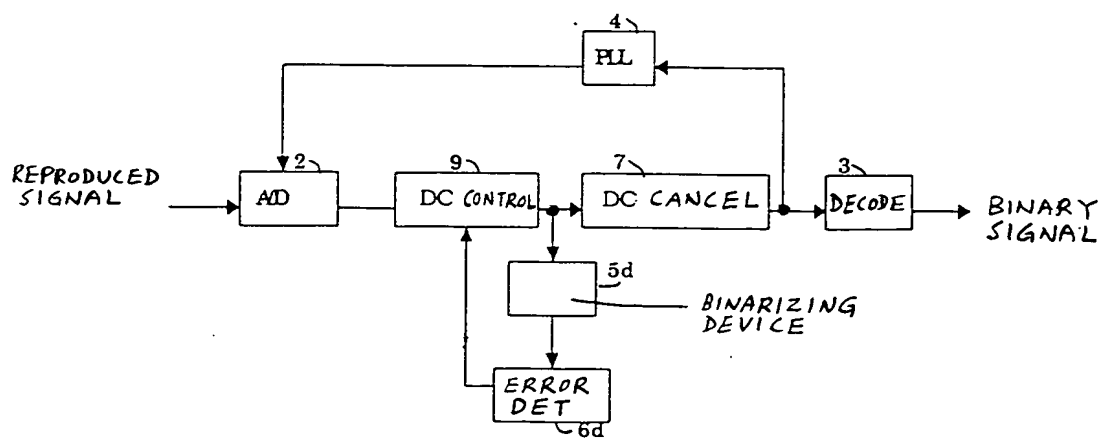 4
PLL
REPRODUCED
SIGNAL
2
A/D
9
DC CONTROL
7
DC CANCEL
3
DECODE
BINARY
SIGNAL
5d
BINARIZING
DEVICE
ERROR
DET
6d